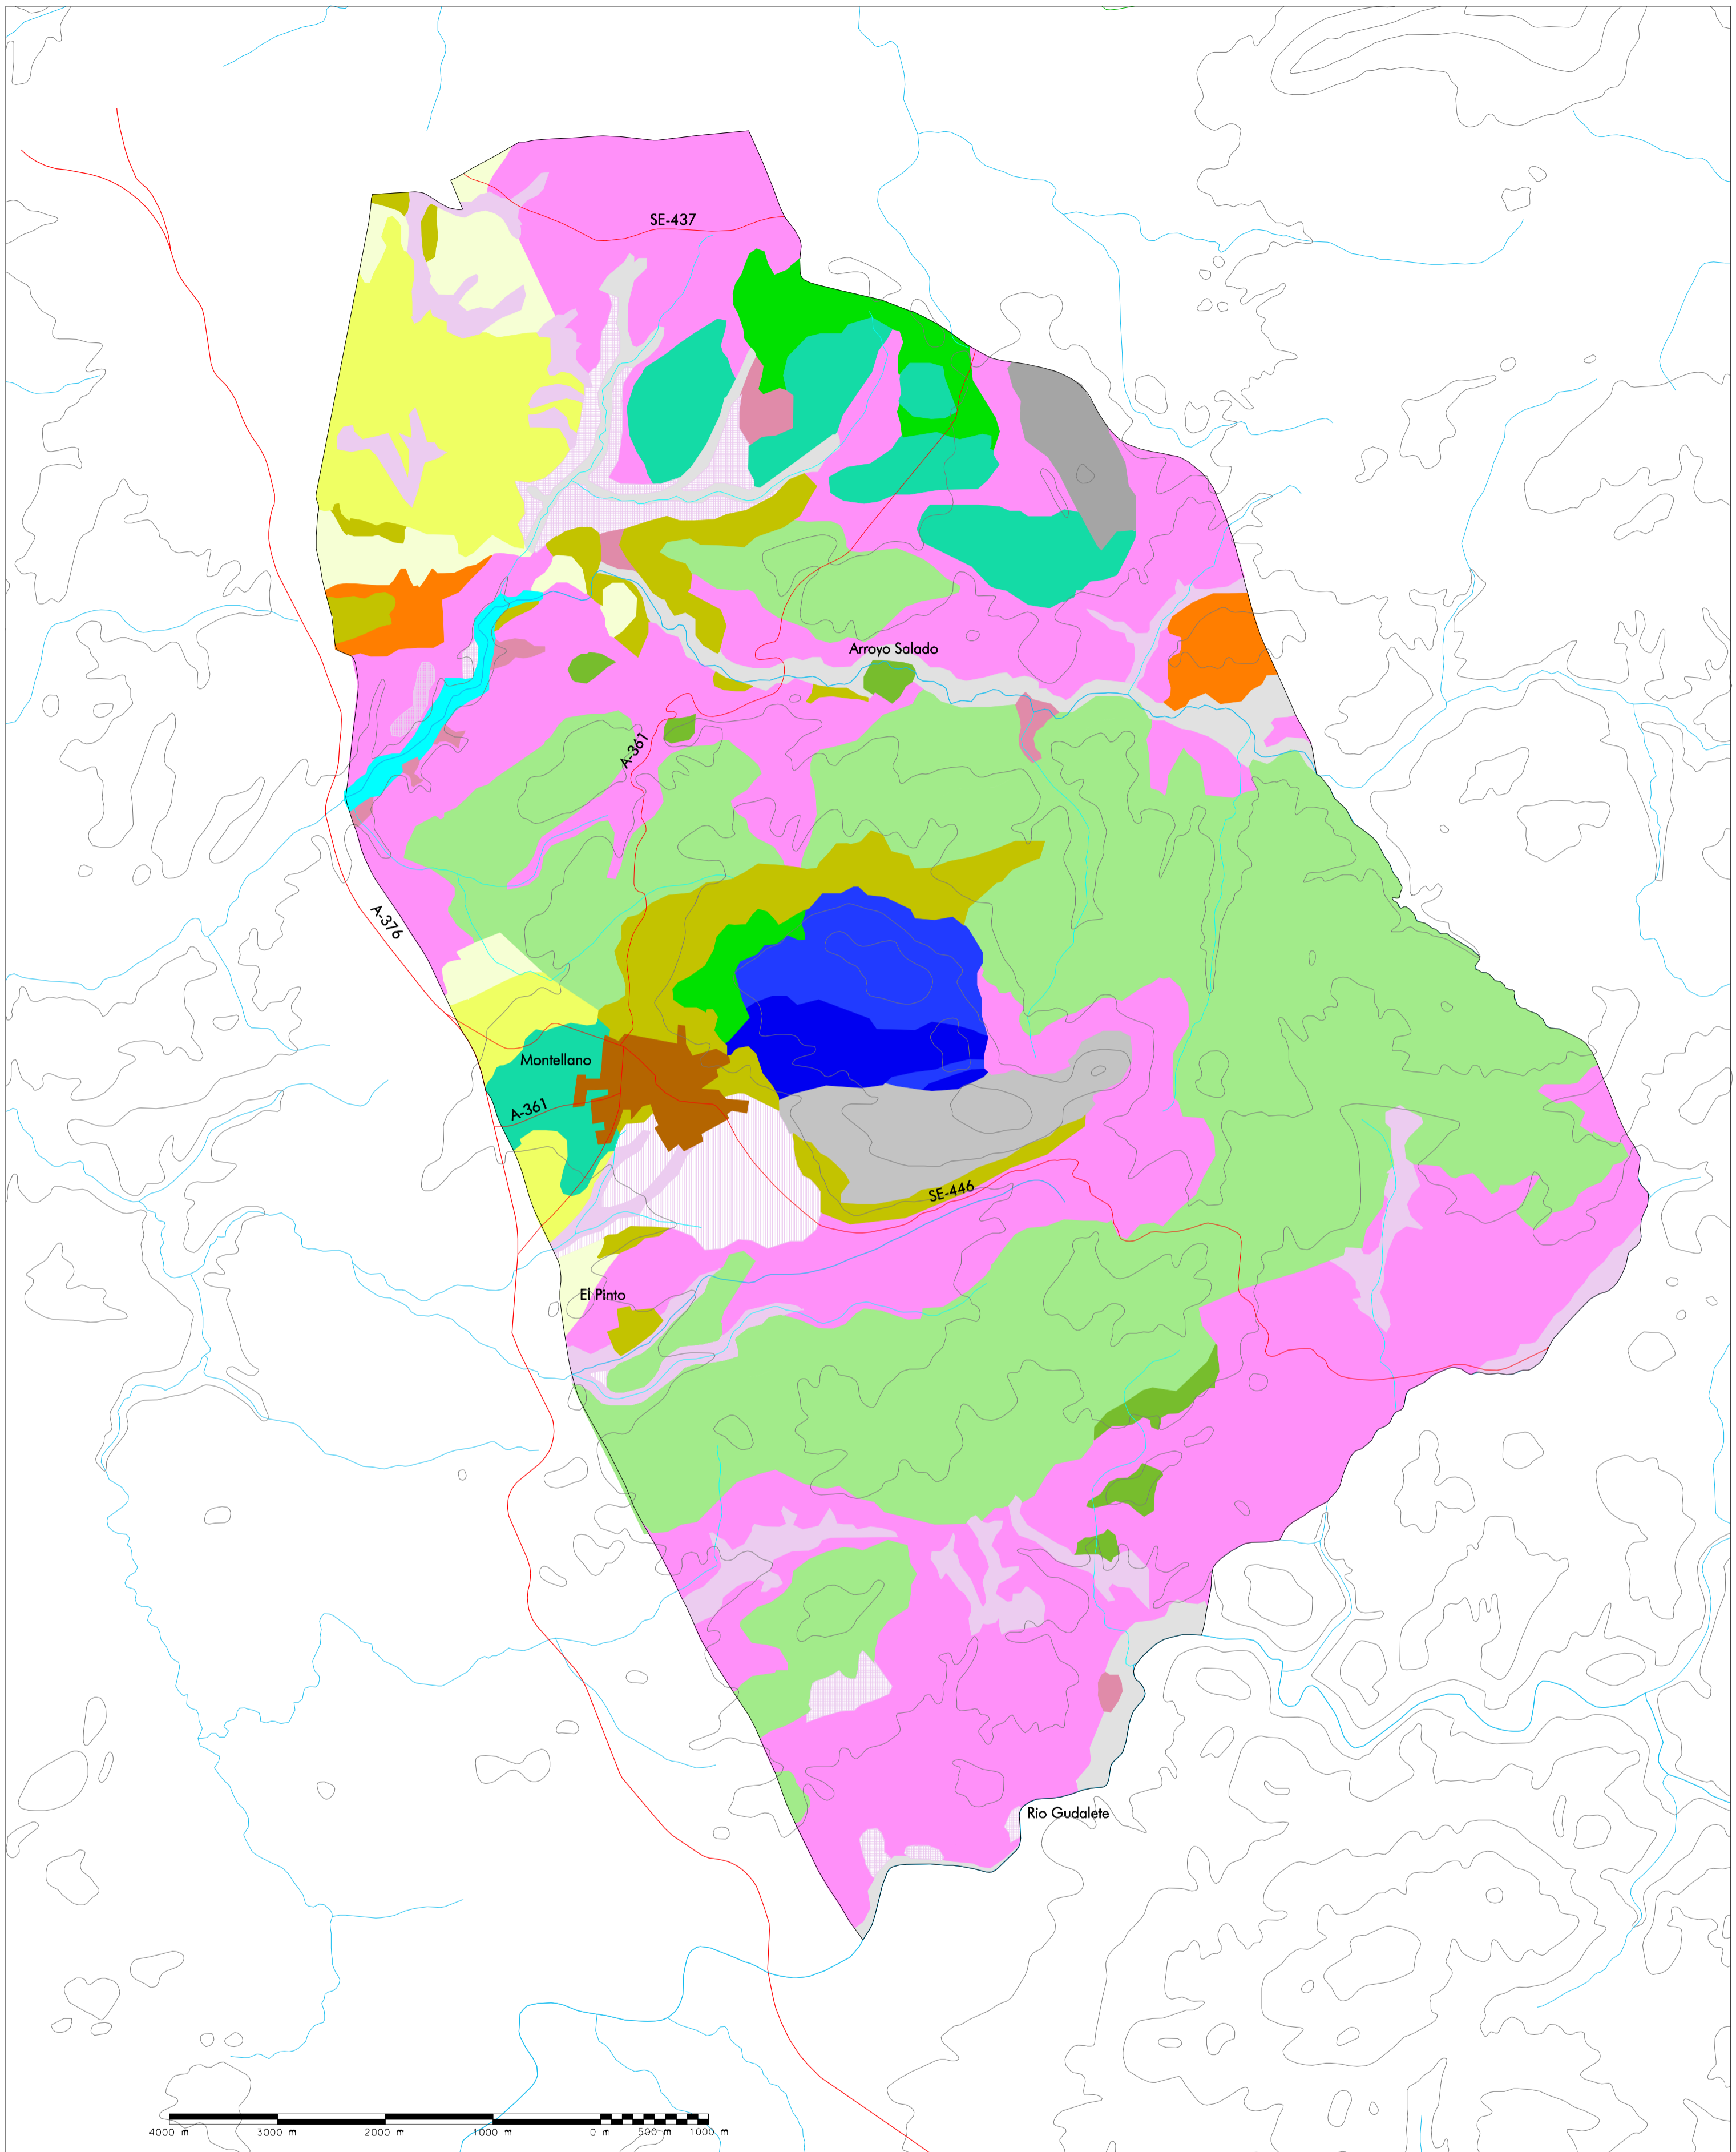 SE-437
Arroyo Salado
A-361
A-376
Montellano
A-361
SE-446
El Pinto
Rio Gudalete
4000 m 3000 m 2000 m 1000 m 0 m 500 m 1000 m